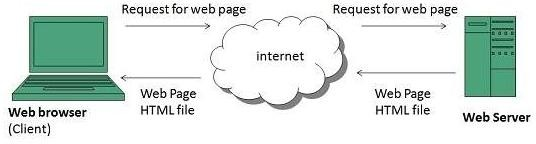 Request for web page
Request for web page
internet
Web Page
HTML file
Web Page
HTML file
Web browser
(Client)
Web Server